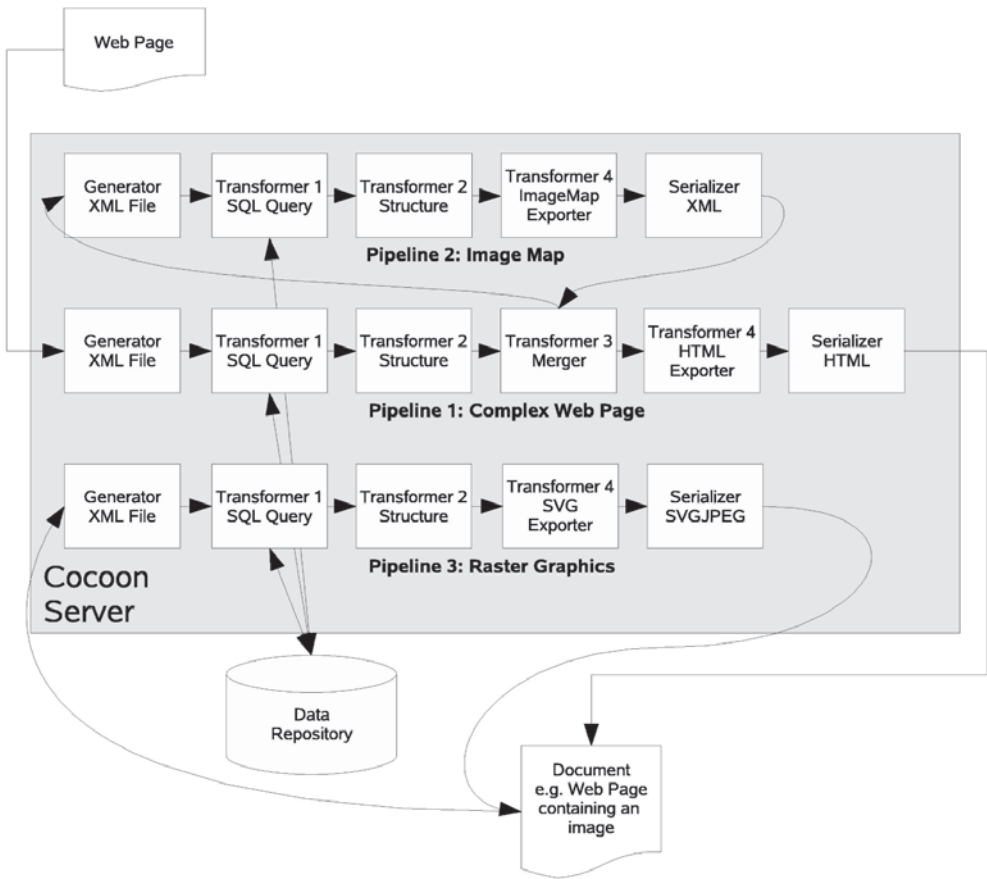 Web Page
Generator
XML File
Transformer 1
SQL Query
Transformer 2
Structure
Transformer 4
ImageMap
Exporter
Serializer
XML
Pipeline 2: Image Map
Generator
XML File
Transformer 1
SQL Query
Transformer 2
Structure
Transformer 3
Merger
Transformer 4
HTML
Exporter
Serializer
HTML
Pipeline 1: Complex Web Page
Generator
XML File
Transformer 1
SQL Query
Transformer 2
Structure
Transformer 4
SVG
Exporter
Serializer
SVGJPEG
Pipeline 3: Raster Graphics
Cocoon
Server
Data
Repository
Document
e.g. Web Page
containing an
image